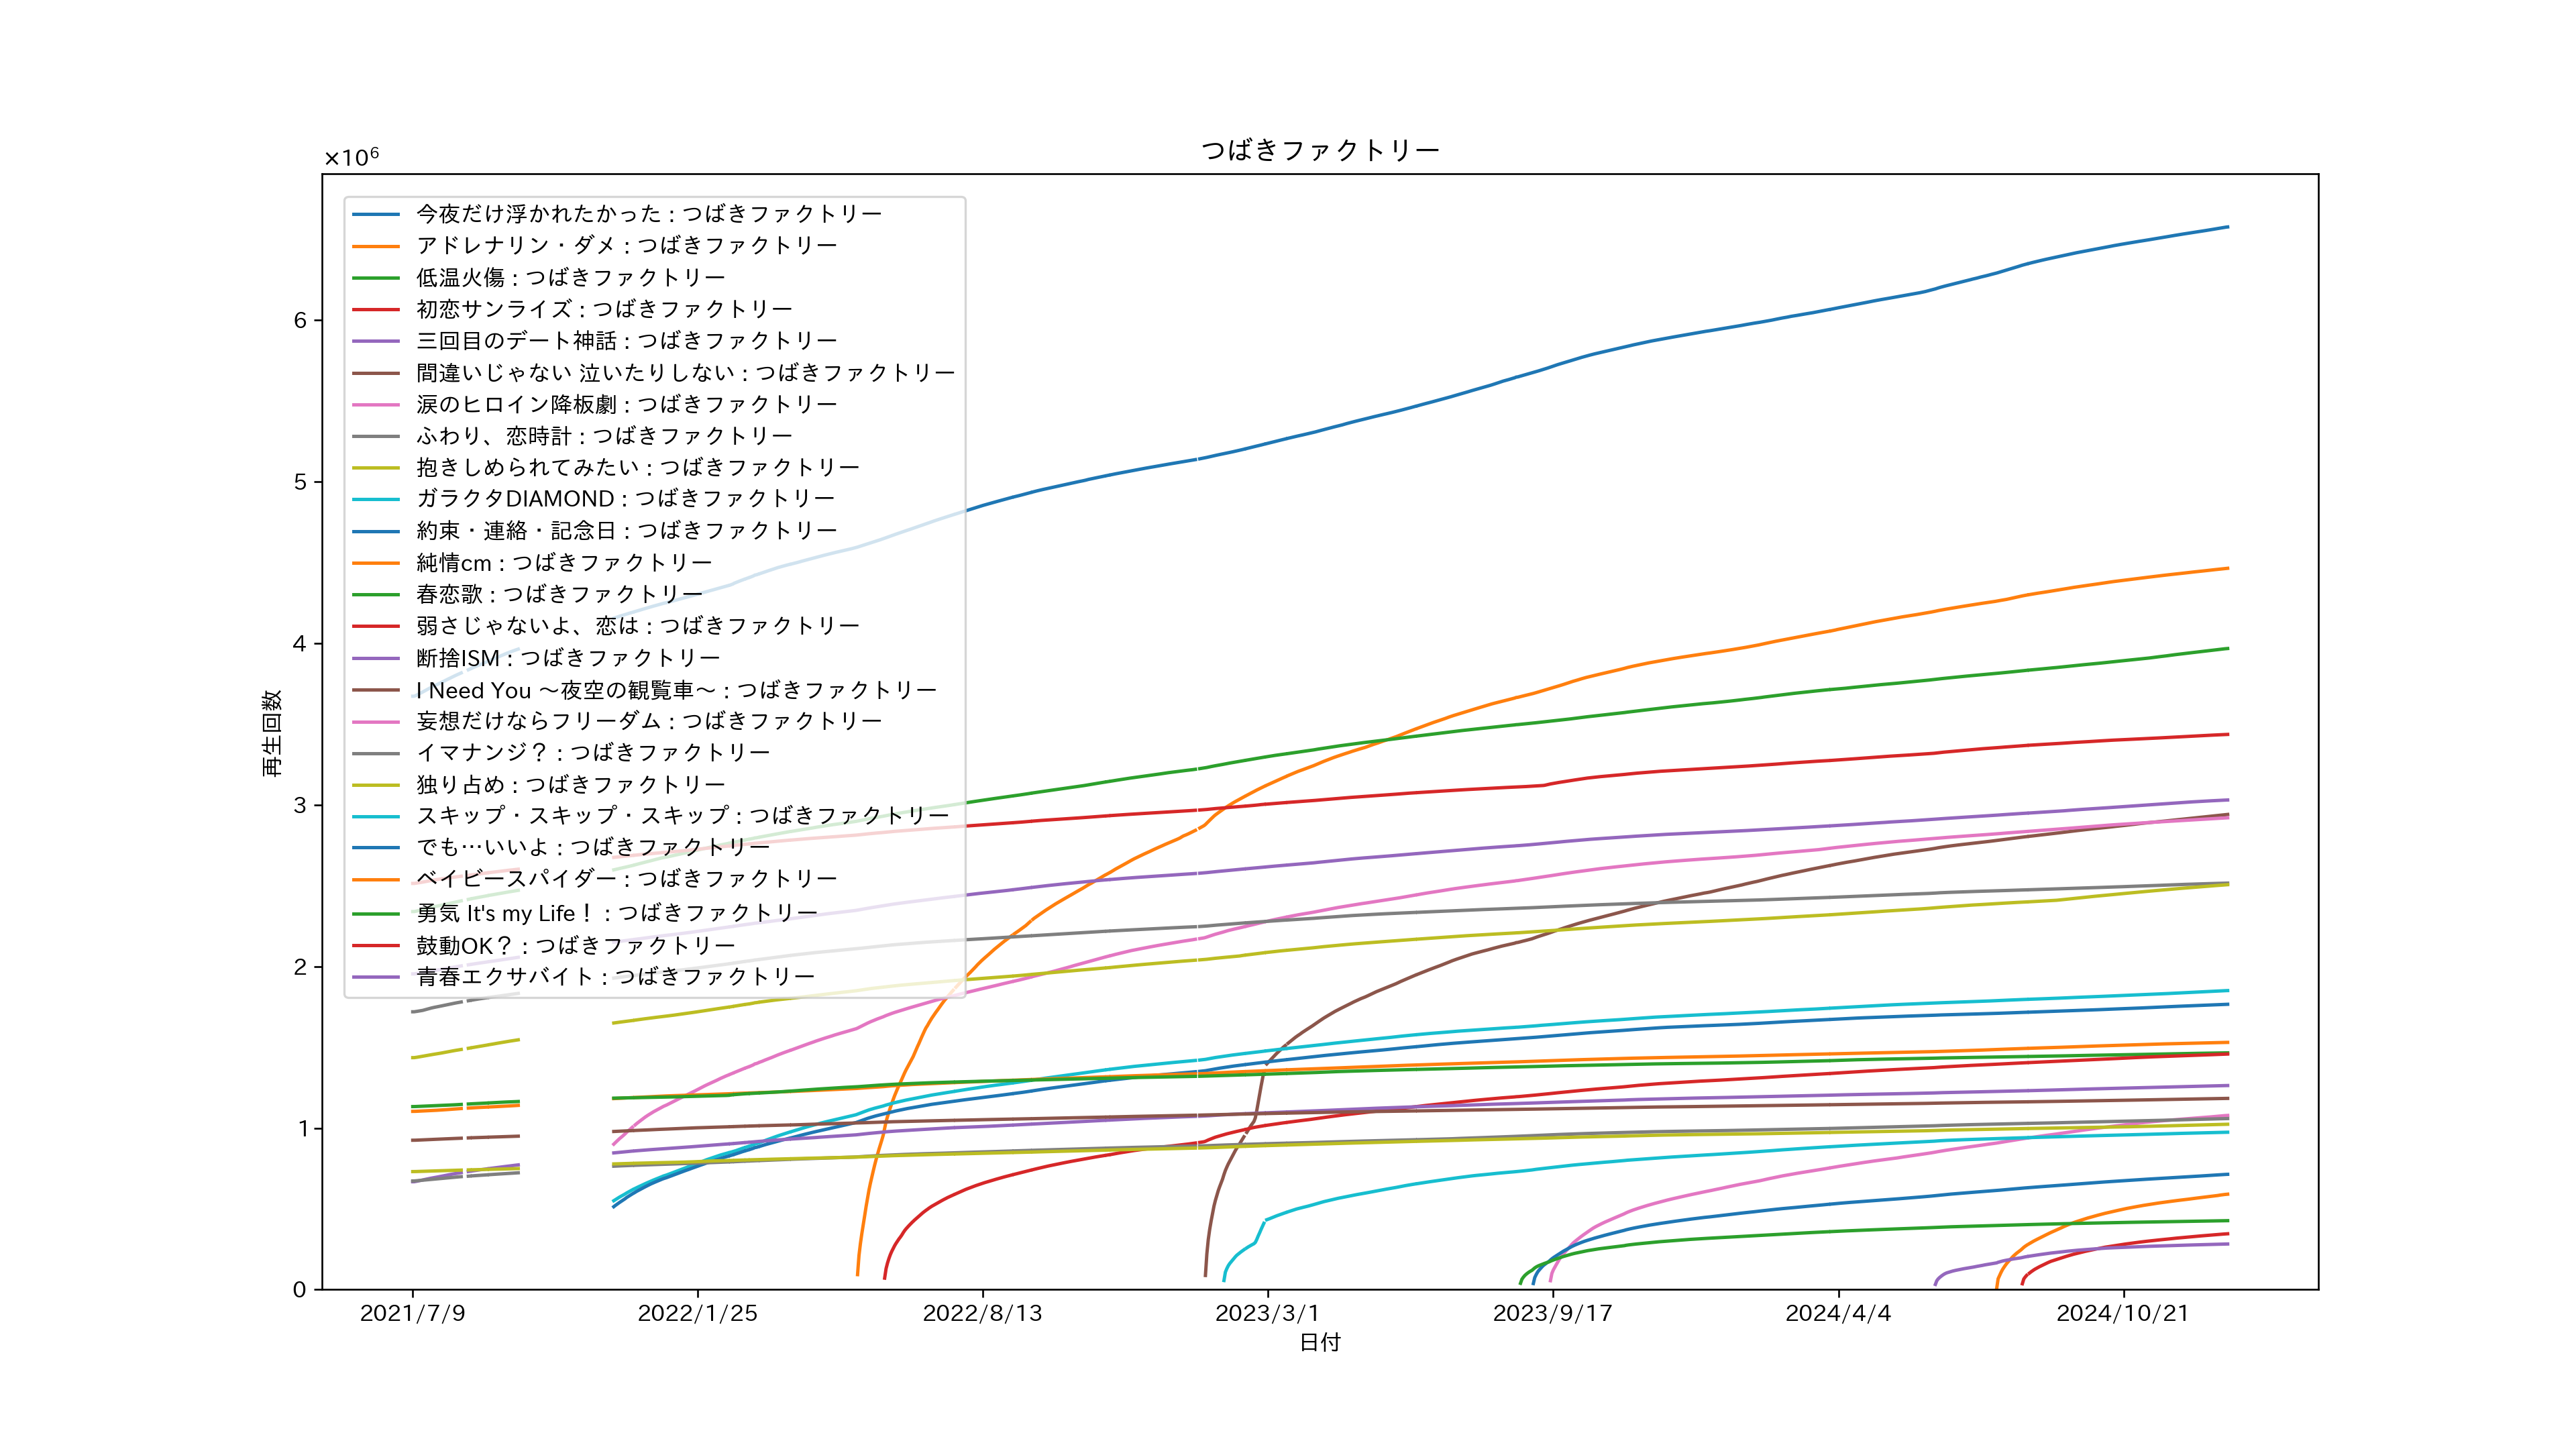 つばきファクトリー
×10⁶
今夜だけ浮かれたかった : つばきファクトリー
アドレナリン・ダメ : つばきファクトリー
低温火傷 : つばきファクトリー
初恋サンライズ : つばきファクトリー
三回目のデート神話 : つばきファクトリー
間違いじゃない 泣いたりしない : つばきファクトリー
涙のヒロイン降板劇 : つばきファクトリー
ふわり、恋時計 : つばきファクトリー
抱きしめられてみたい : つばきファクトリー
ガラクタDIAMOND : つばきファクトリー
約束・連絡・記念日 : つばきファクトリー
純情cm : つばきファクトリー
春恋歌 : つばきファクトリー
弱さじゃないよ、恋は : つばきファクトリー
断捨ISM : つばきファクトリー
I Need You ～夜空の観覧車～ : つばきファクトリー
妄想だけならフリーダム : つばきファクトリー
イマナンジ？ : つばきファクトリー
独り占め : つばきファクトリー
スキップ・スキップ・スキップ : つばきファクトリー
でも…いいよ : つばきファクトリー
ベイビースパイダー : つばきファクトリー
勇気 It's my Life！ : つばきファクトリー
鼓動OK？ : つばきファクトリー
青春エクサバイト : つばきファクトリー
6
5
4
3
2
1
0
再生回数
2021/7/9
2022/1/25
2022/8/13
2023/3/1
2023/9/17
2024/4/4
2024/10/21
日付